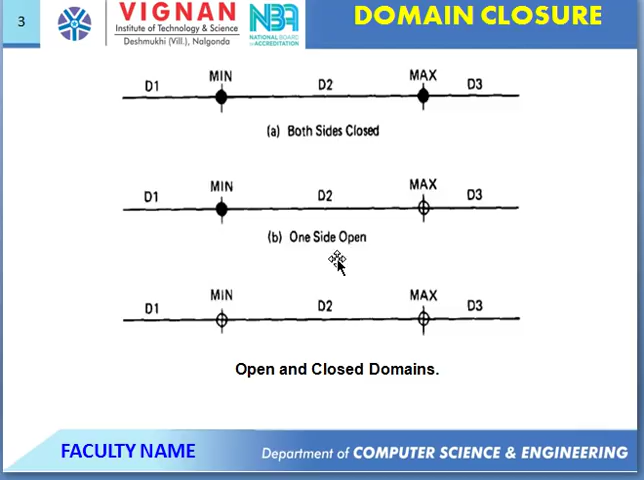 3
VIGNAN
Institute of Technology & Science
Deshmukhi (Vill.), Nalgonda
NBA
NATIONAL BOARD
of ACCREDITATION
DOMAIN CLOSURE
D1 MIN D2 MAX D3
(a) Both Sides Closed
D1 MIN D2 MAX D3
(b) One Side Open
D1 MIN D2 MAX D3
Open and Closed Domains.
FACULTY NAME
Department of COMPUTER SCIENCE & ENGINEERING